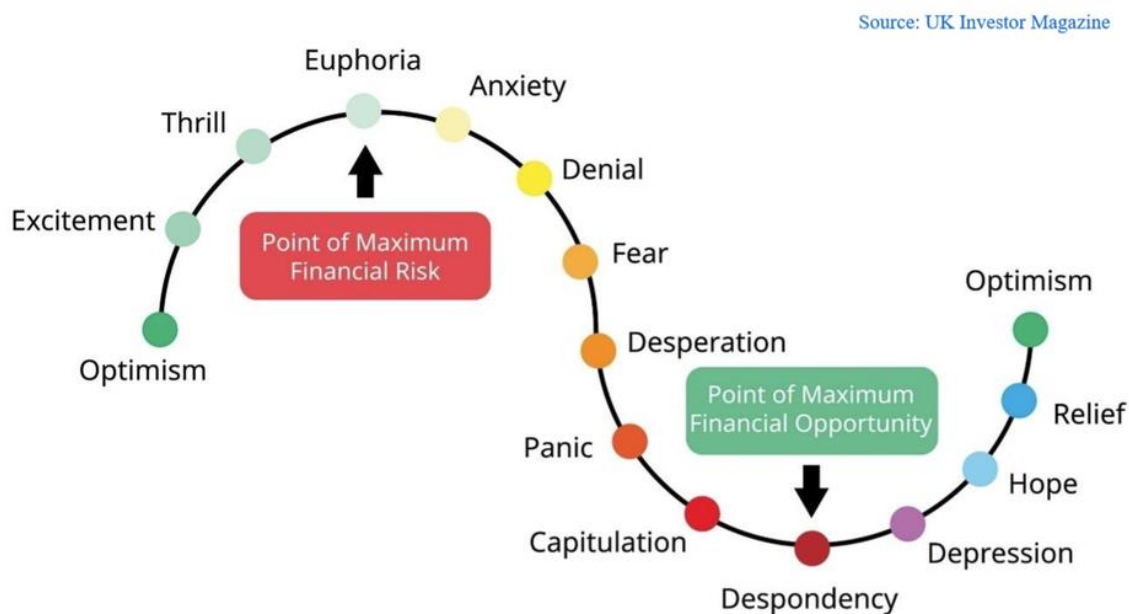 Source: UK Investor Magazine
Euphoria
Anxiety
Thrill
Denial
Excitement
Point of Maximum
Financial Risk
Fear
Optimism
Optimism
Desperation
Point of Maximum
Financial Opportunity
Relief
Panic
Hope
Capitulation
Depression
Despondency